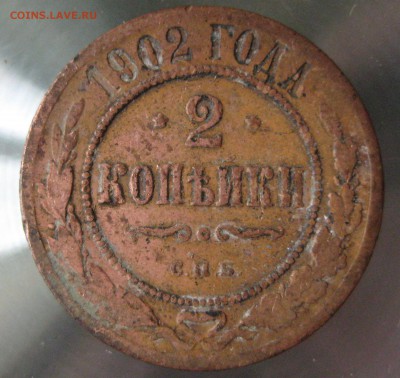 COINS.LAVE.RU
1902 ГОДА
2
КОПѢЙКИ
С.П.Б.